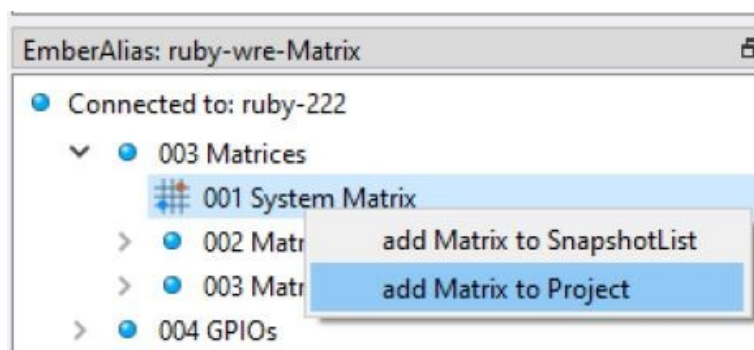 EmberAlias: ruby-wre-Matrix
Connected to: ruby-222
003 Matrices
001 System Matrix
002 Matr
add Matrix to SnapshotList
003 Matr
add Matrix to Project
004 GPIOs